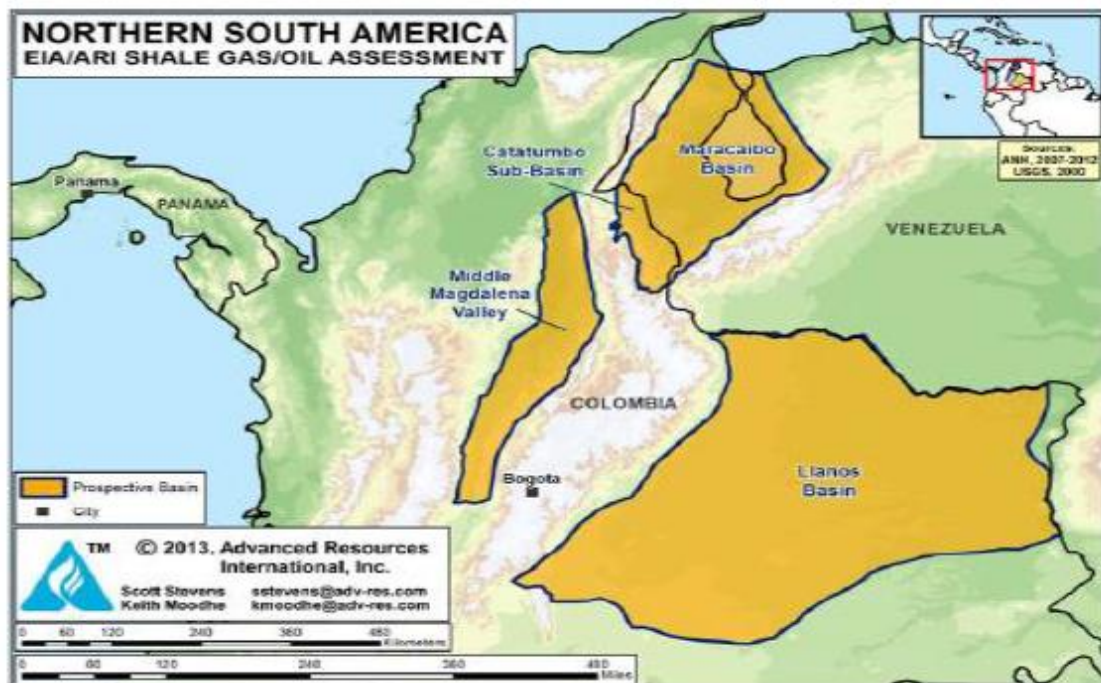 NORTHERN SOUTH AMERICA
EIA/ARI SHALE GAS/OIL ASSESSMENT
Sources:
ANH, 2007-2012
USGS, 2000
Catatumbo
Sub-Basin
Maracaibo
Basin
Panama
PANAMA
VENEZUELA
Middle
Magdalena
Valley
COLOMBIA
Bogota
Llanos
Basin
Prospective Basin
City
TM
© 2013, Advanced Resources
International, Inc.
Scott Stevens sstevens@adv-res.com
Keith Moodhe kmoodhe@adv-res.com
0 60 120 240 360 480
Kilometers
0 60 120 240 360 480
Miles